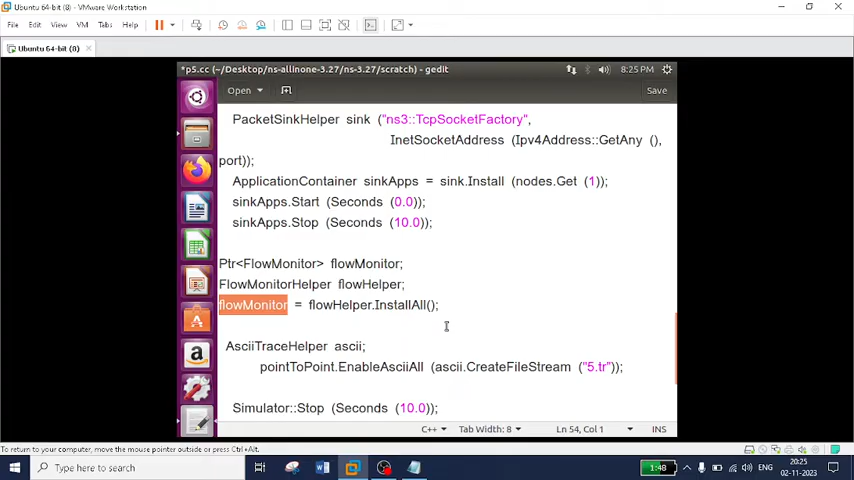 Ubuntu 64-bit (8) - VMware Workstation
File Edit View VM Tabs Help
Ubuntu 64-bit (8)
*p5.cc (~/Desktop/ns-allinone-3.27/ns-3.27/scratch) - gedit 8:25 PM
Open Save
PacketSinkHelper sink ("ns3::TcpSocketFactory",
InetSocketAddress (Ipv4Address::GetAny (),
port));
ApplicationContainer sinkApps = sink.Install (nodes.Get (1));
sinkApps.Start (Seconds (0.0));
sinkApps.Stop (Seconds (10.0));
Ptr<FlowMonitor> flowMonitor;
FlowMonitorHelper flowHelper;
flowMonitor = flowHelper.InstallAll();
AsciiTraceHelper ascii;
pointToPoint.EnableAsciiAll (ascii.CreateFileStream ("5.tr"));
Simulator::Stop (Seconds (10.0));
C++ Tab Width: 8 Ln 54, Col 1 INS
To return to your computer, move the mouse pointer outside or press Ctrl+Alt.
Type here to search 1:48 ENG 20:25
02-11-2023